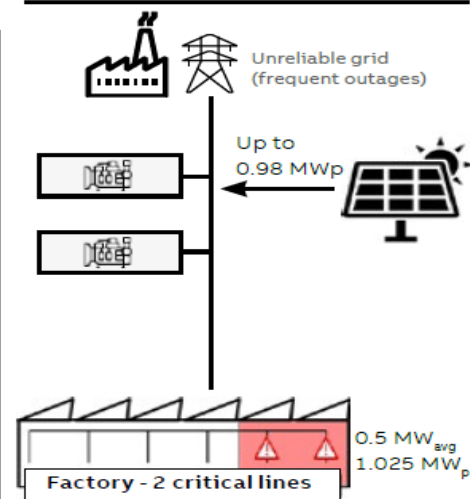 Unreliable grid
(frequent outages)
Up to
0.98 MWp
0.5 MWavg
1.025 MWp
Factory - 2 critical lines